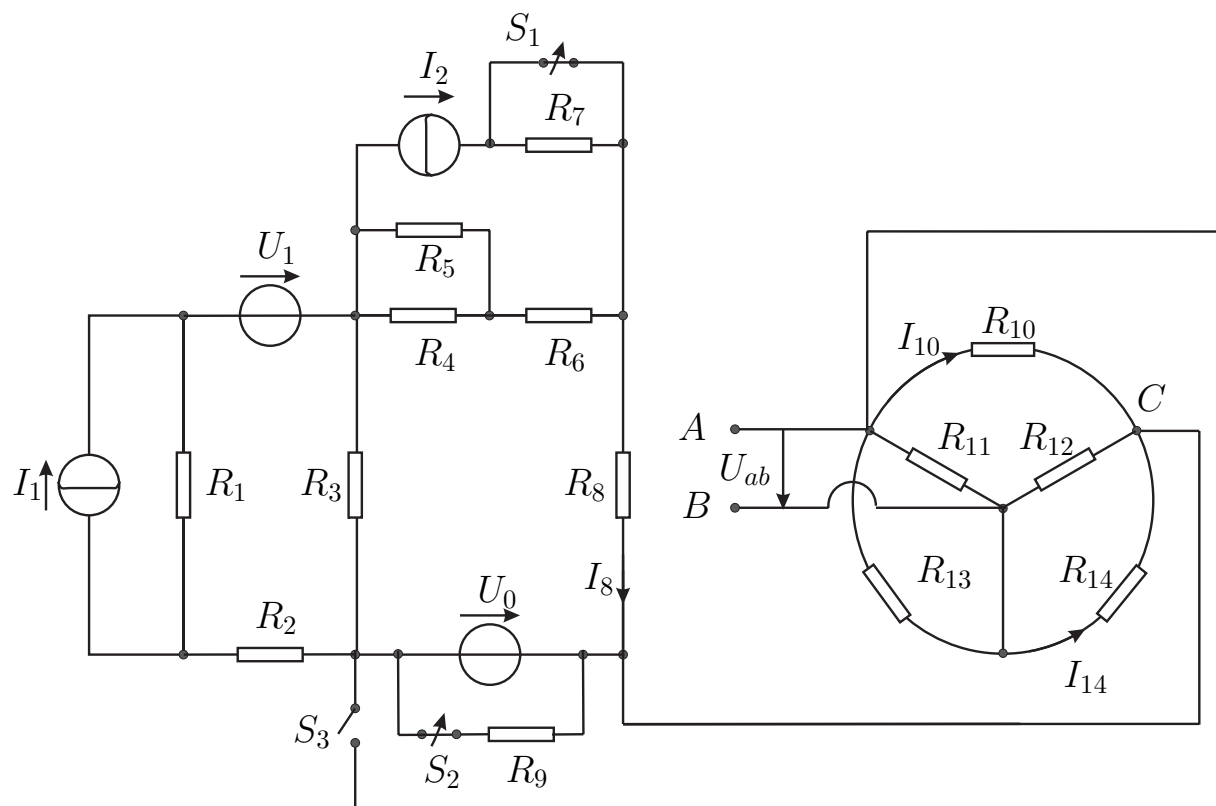 S₁
I₂
R₇
U₁
R₅
R₄
R₆
I₁₀
R₁₀
A
C
I₁
R₁
R₃
R₈
U_ab
R₁₁
R₁₂
B
I₈
R₁₃
R₁₄
R₂
U₀
I₁₄
S₃
S₂
R₉